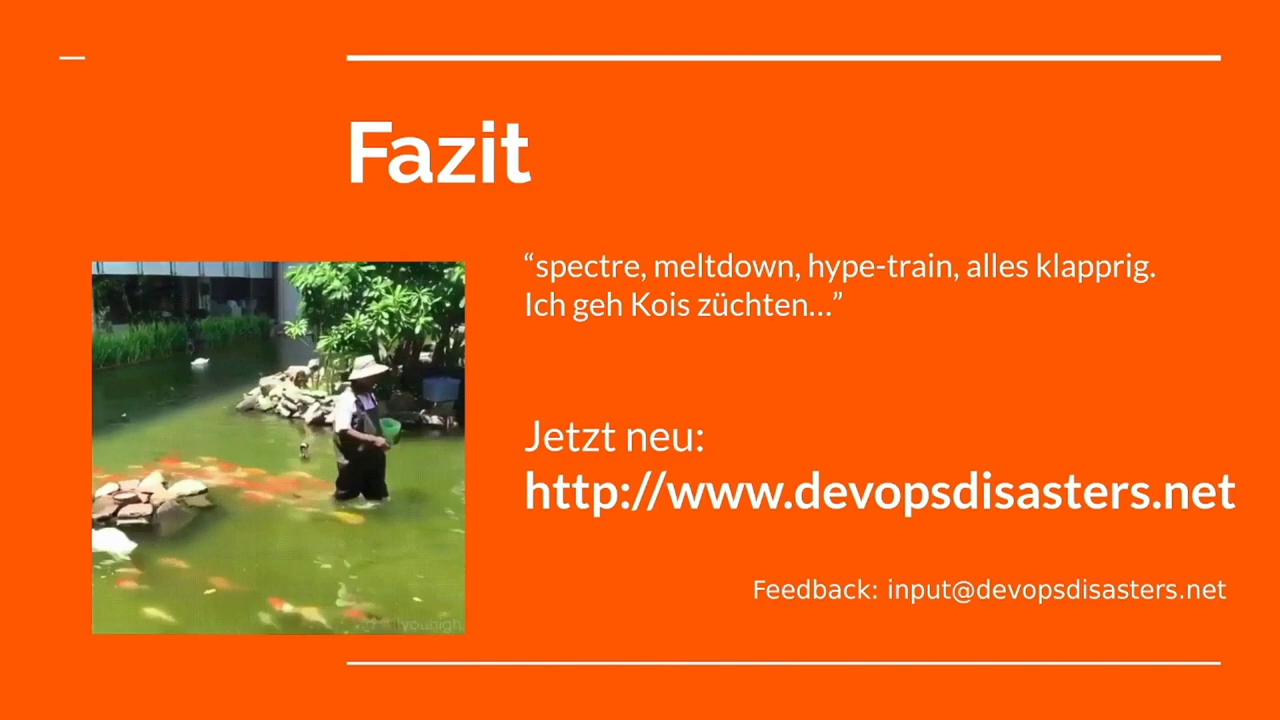 Fazit
“spectre, meltdown, hype-train, alles klapprig.
Ich geh Kois züchten...”
Jetzt neu:
http://www.devopsdisasters.net
Feedback: input@devopsdisasters.net